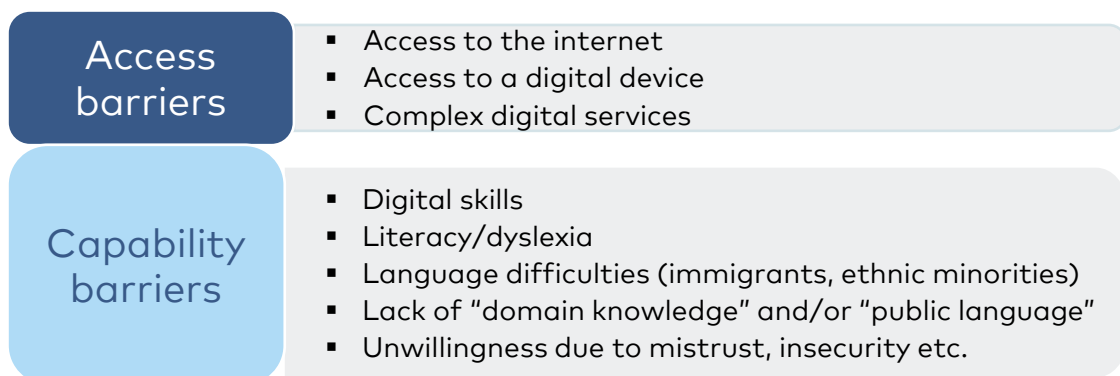 Access
barriers
▪ Access to the internet
▪ Access to a digital device
▪ Complex digital services
Capability
barriers
▪ Digital skills
▪ Literacy/dyslexia
▪ Language difficulties (immigrants, ethnic minorities)
▪ Lack of “domain knowledge” and/or “public language”
▪ Unwillingness due to mistrust, insecurity etc.